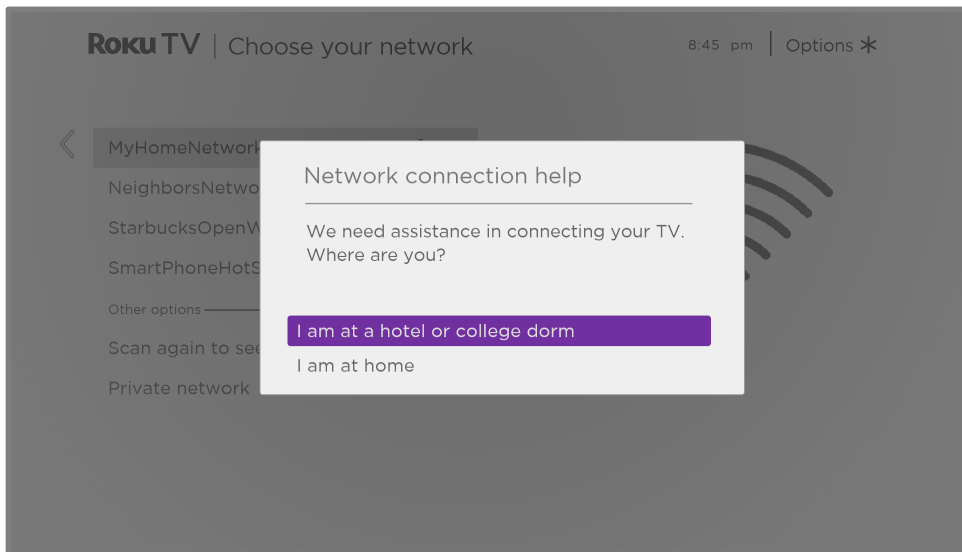 Roku TV | Choose your network
8:45 pm | Options
MyHomeNetwork
Network connection help
NeighborsNetwo
We need assistance in connecting your TV.
Where are you?
StarbucksOpenW
SmartPhoneHotS
Other options
I am at a hotel or college dorm
Scan again to see
I am at home
Private network